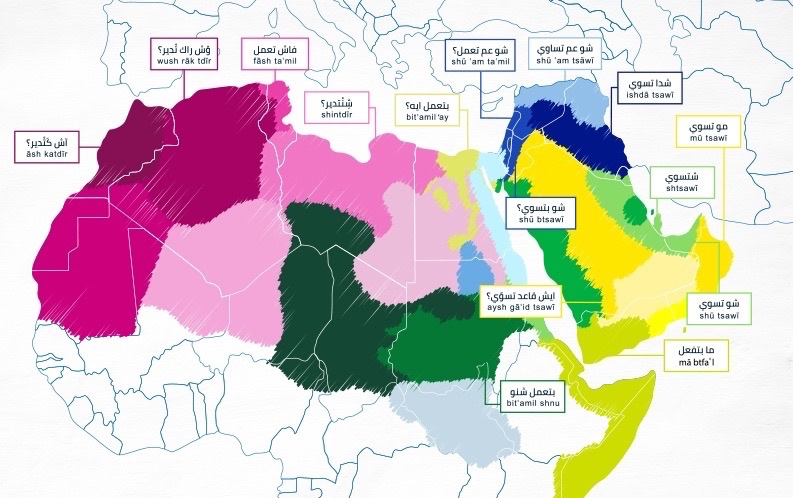 وُش راك تْدير؟
wush rāk tdīr
فاش تعمل
fāsh ta'mil
شو عم تعمل؟
shū 'am ta'mil
شو عم تساوي
shū 'am tsāwī
شدا تسوي
ishdā tsawī
شِنْتدير؟
shintdīr
بتعمل ايه؟
bit'amil 'ay
مو تسوي
mū tsawī
آش كَتْدير؟
āsh katdīr
شتسوي
shtsawī
شو بتسوي؟
shū btsawī
ايش قاعد تسوّي؟
aysh gā'id tsawī
شو تسوي
shū tsawī
ما بتفعل
mā btfa'l
بتعمل شنو
bit'amil shnu